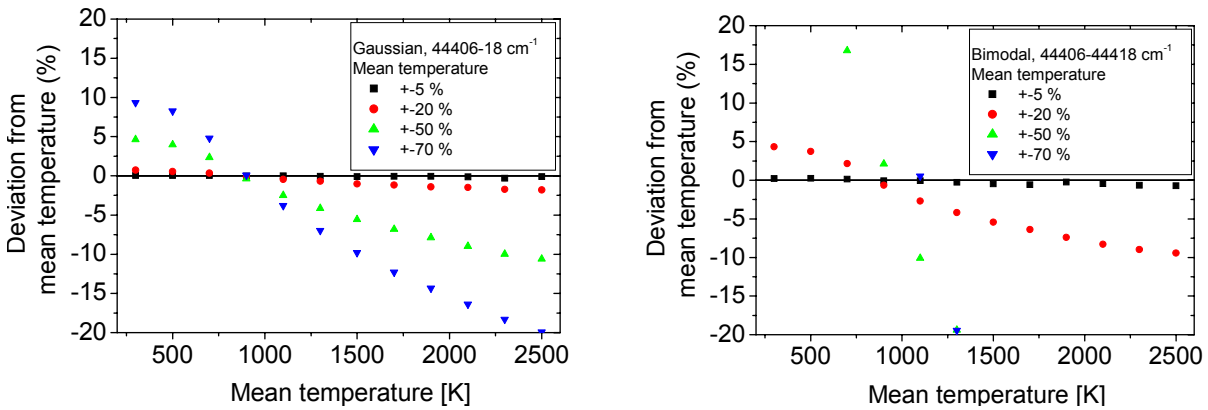 20
15
10
5
0
-5
-10
-15
-20
Deviation from
mean temperature (%)
Gaussian, 44406-18 cm⁻¹
Mean temperature
+-5 %
+-20 %
+-50 %
+-70 %
500 1000 1500 2000 2500
Mean temperature [K]
20
15
10
5
0
-5
-10
-15
-20
Deviation from
mean temperature (%)
Bimodal, 44406-44418 cm⁻¹
Mean temperature
+-5 %
+-20 %
+-50 %
+-70 %
500 1000 1500 2000 2500
Mean temperature [K]